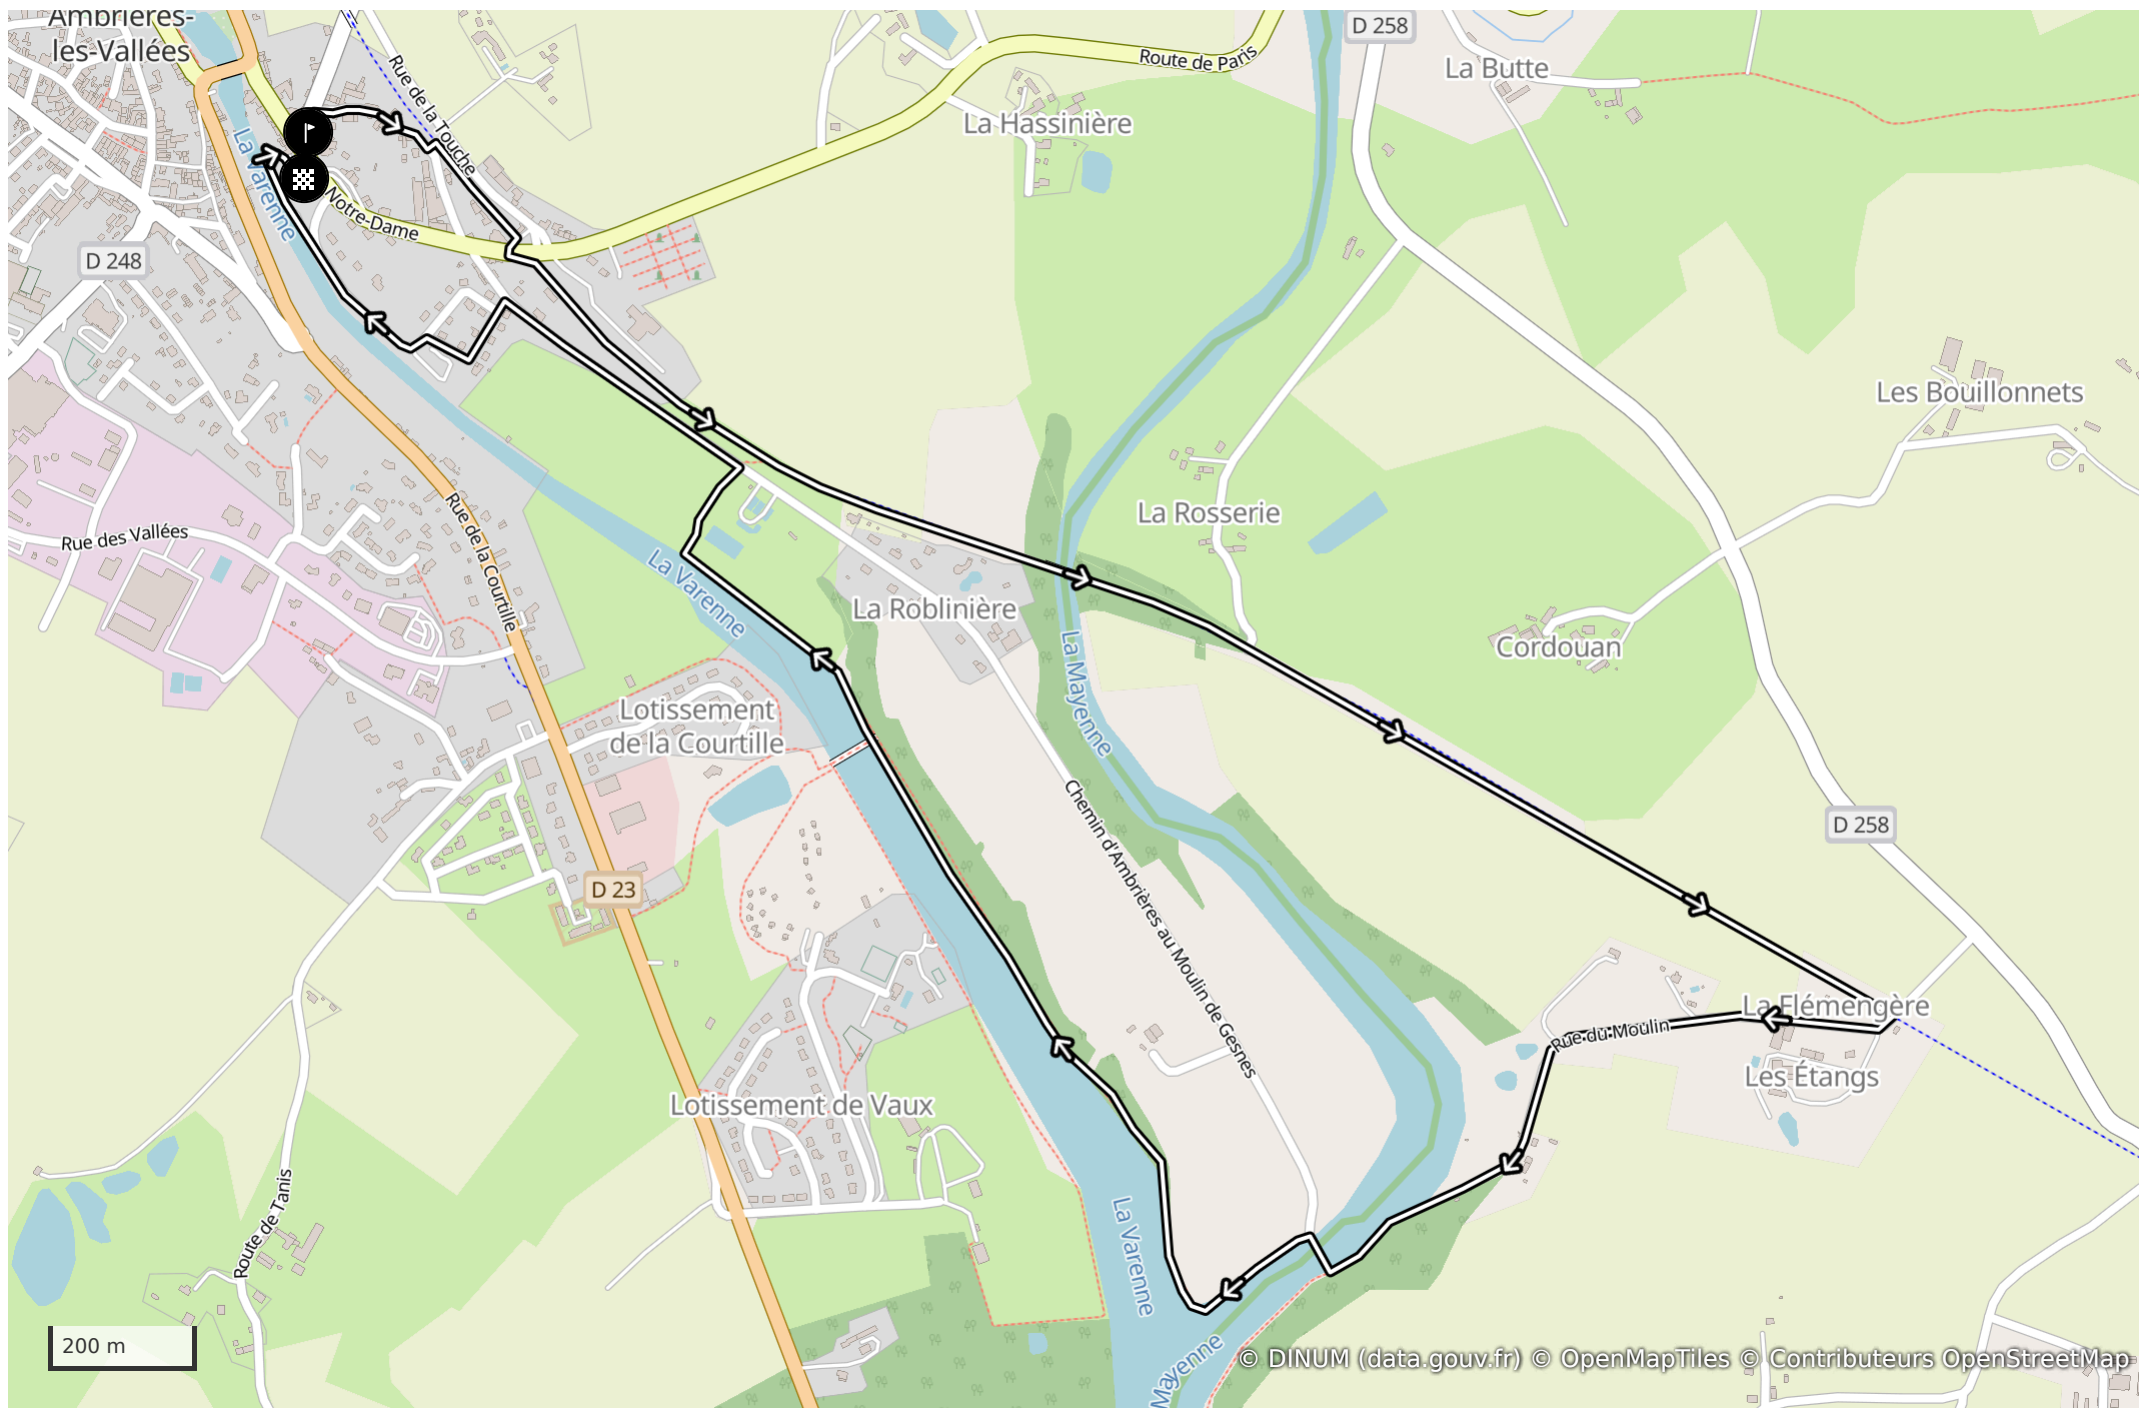 Ambrières-
les-Vallées
D 258
Route de Paris
La Butte
Rue de la Touche
La Hassinière
La Varenne
Notre-Dame
D 248
Les Bouillonnets
La Rosserie
Rue des Vallées
Rue de la Courtille
La Varenne
La Roblinière
Cordouan
La Mayenne
Lotissement
de la Courtille
Chemin d'Ambrières au Moulin de Gesnes
D 258
D 23
La Flémengère
Rue du Moulin
Les Étangs
Lotissement de Vaux
Route de Tanis
La Varenne
Mayenne
200 m
© DINUM (data.gouv.fr) © OpenMapTiles © Contributeurs OpenStreetMap